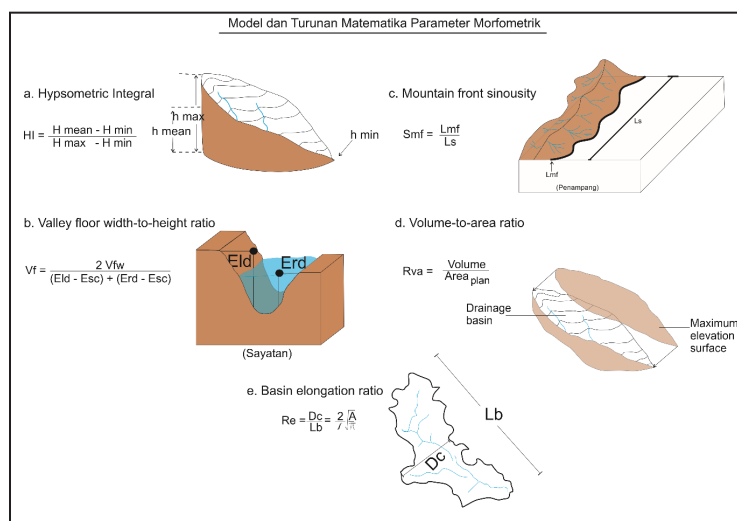 Model dan Turunan Matematika Parameter Morfometrik
a. Hypsometric Integral
HI = H mean - H min
H max - H min
h max
h mean
h min
c. Mountain front sinousity
Smf = Lmf
Ls
Ls
Lmf
(Penampang)
b. Valley floor width-to-height ratio
Vf = 2 Vfw
(Eld - Esc) + (Erd - Esc)
Eld
Erd
(Sayatan)
d. Volume-to-area ratio
Rva = Volume
Area plan
Drainage
basin
Maximum
elevation
surface
e. Basin elongation ratio
Re = Dc = 2 √A
Lb
Lb
Dc